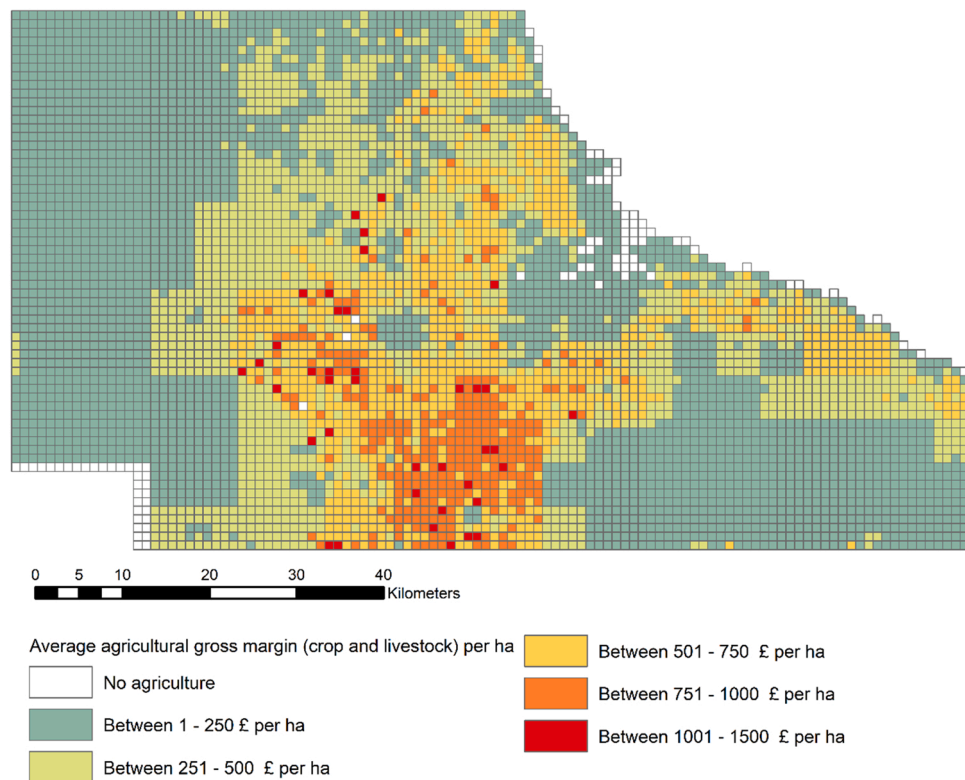 0 5 10 20 30 40
Kilometers
Average agricultural gross margin (crop and livestock) per ha
No agriculture
Between 1 - 250 £ per ha
Between 251 - 500 £ per ha
Between 501 - 750 £ per ha
Between 751 - 1000 £ per ha
Between 1001 - 1500 £ per ha